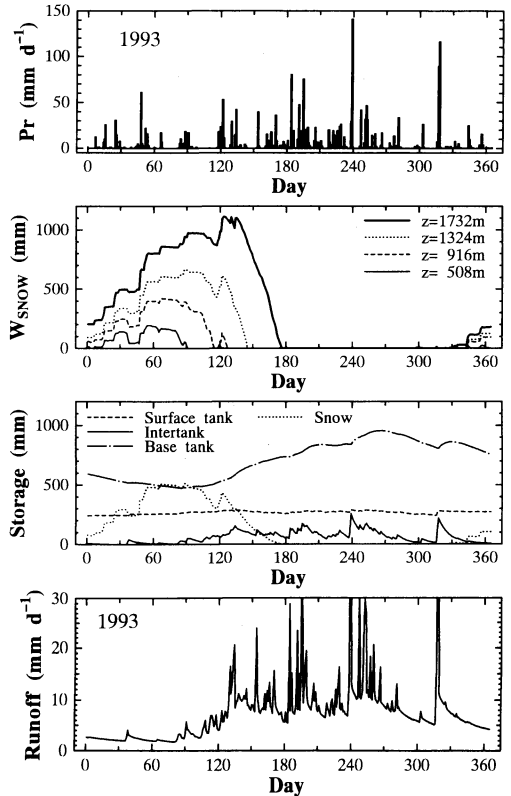 1993
Pr (mm d⁻¹)
150
100
50
0
0 60 120 180 240 300 360
Day
W_SNOW (mm)
1000
500
0
z=1732m
z=1324m
z= 916m
z= 508m
0 60 120 180 240 300 360
Day
Storage (mm)
1000
500
0
Surface tank
Snow
Intertank
Base tank
0 60 120 180 240 300 360
Day
Runoff (mm d⁻¹)
30
20
10
0
1993
0 60 120 180 240 300 360
Day